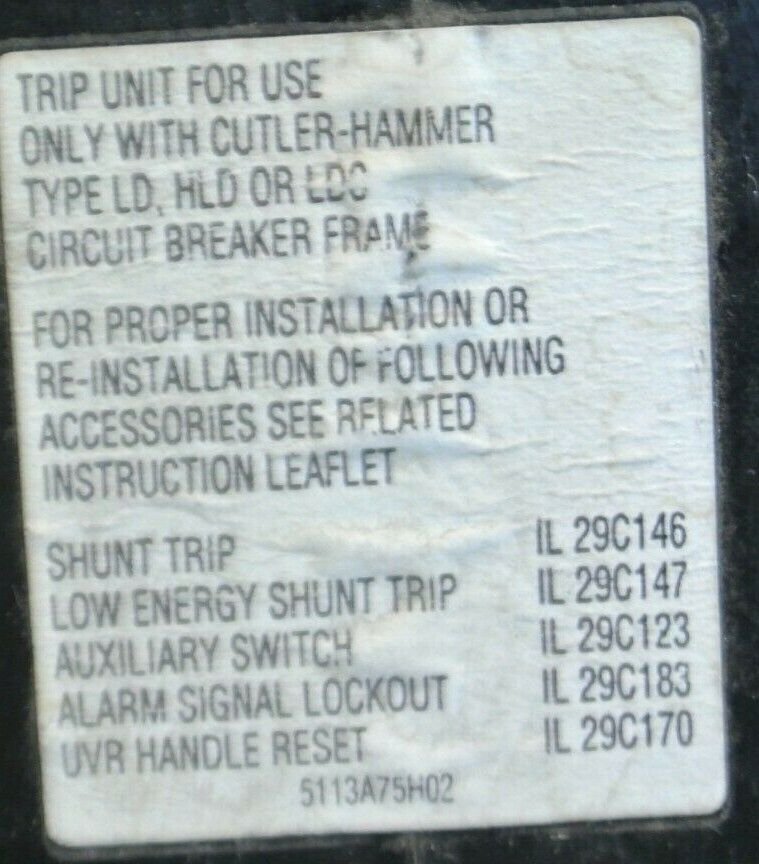 TRIP UNIT FOR USE
ONLY WITH CUTLER-HAMMER
TYPE LD, HLD OR LDC
CIRCUIT BREAKER FRAME
FOR PROPER INSTALLATION OR
RE-INSTALLATION OF FOLLOWING
ACCESSORIES SEE RELATED
INSTRUCTION LEAFLET
SHUNT TRIP IL 29C146
LOW ENERGY SHUNT TRIP IL 29C147
AUXILIARY SWITCH IL 29C123
ALARM SIGNAL LOCKOUT IL 29C183
UVR HANDLE RESET IL 29C170
5113A75H02